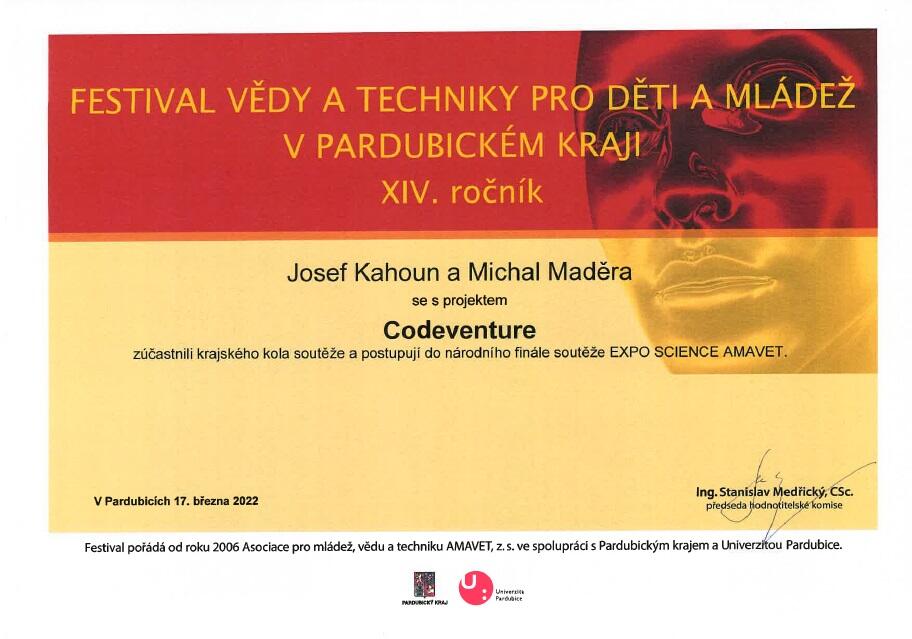 FESTIVAL VĚDY A TECHNIKY PRO DĚTI A MLÁDEŽ
V PARDUBICKÉM KRAJI
XIV. ročník
Josef Kahoun a Michal Maděra
se s projektem
Codeventure
zúčastnili krajského kola soutěže a postupují do národního finále soutěže EXPO SCIENCE AMAVET.
V Pardubicích 17. března 2022
Ing. Stanislav Medřický, CSc.
předseda hodnotitelské komise
Festival pořádá od roku 2006 Asociace pro mládež, vědu a techniku AMAVET, z. s. ve spolupráci s Pardubickým krajem a Univerzitou Pardubice.
PARDUBICKÝ KRAJ
Univerzita
Pardubice